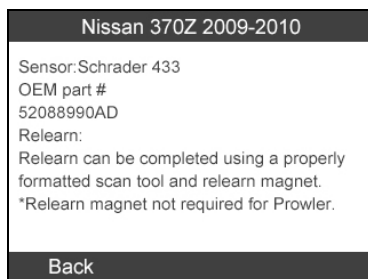 Nissan 370Z 2009-2010
Sensor:Schrader 433
OEM part #
52088990AD
Relearn:
Relearn can be completed using a properly
formatted scan tool and relearn magnet.
*Relearn magnet not required for Prowler.
Back